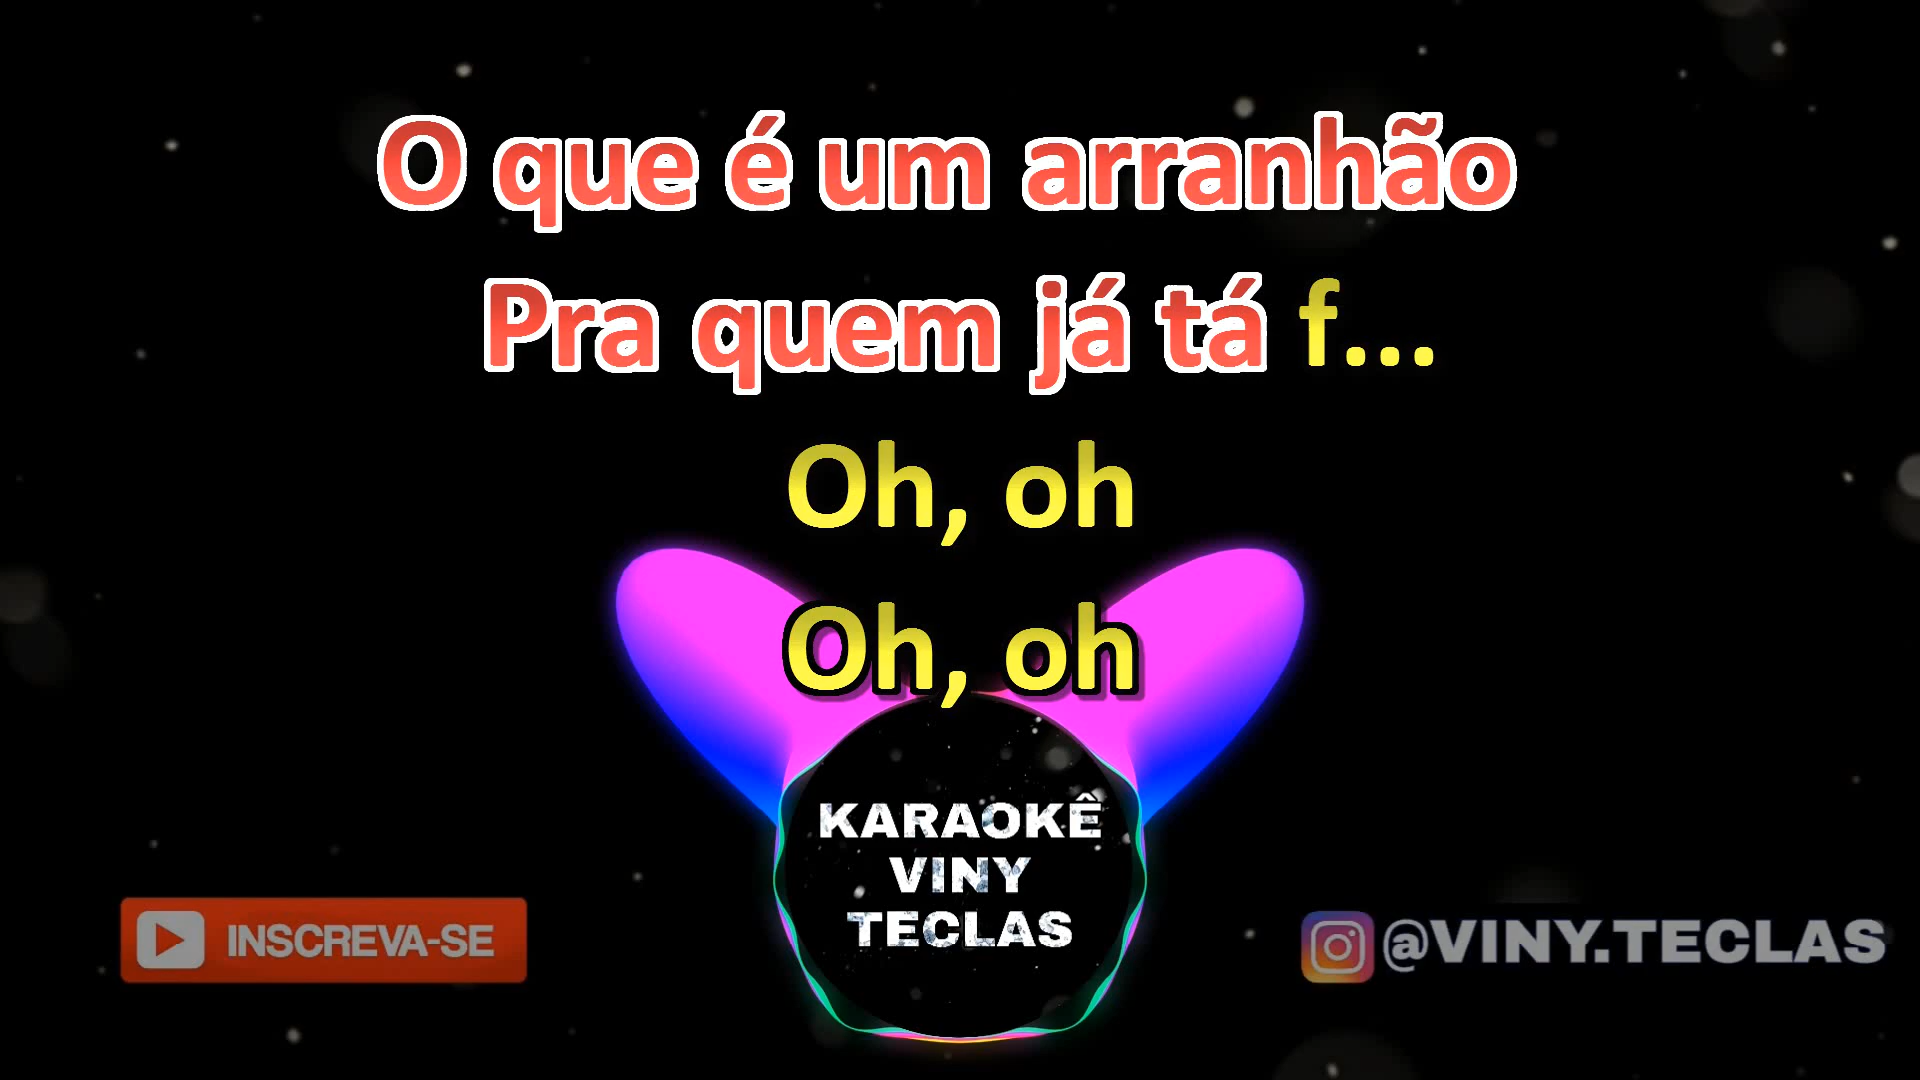 O que é um arranhão
Pra quem já tá f...
Oh, oh
Oh, oh
KARAOKÊ
VINY
TECLAS
INSCREVA-SE
@VINY.TECLAS